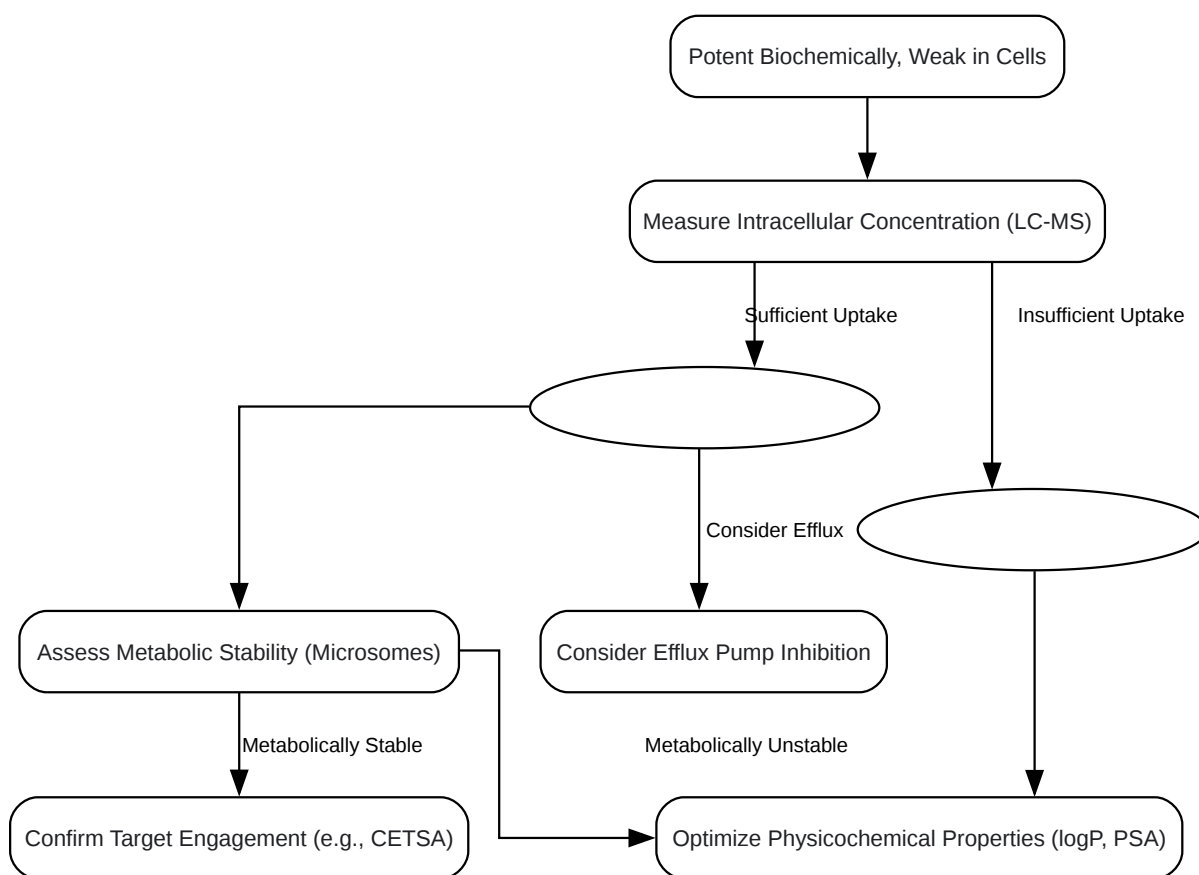 Potent Biochemically, Weak in Cells
Measure Intracellular Concentration (LC-MS)
Sufficient Uptake
Insufficient Uptake
Consider Efflux
Assess Metabolic Stability (Microsomes)
Consider Efflux Pump Inhibition
Metabolically Stable
Metabolically Unstable
Confirm Target Engagement (e.g., CETSA)
Optimize Physicochemical Properties (logP, PSA)